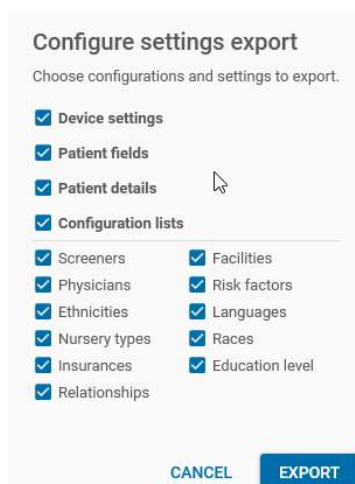 Configure settings export
Choose configurations and settings to export.
Device settings
Patient fields
Patient details
Configuration lists
Screeners Facilities
Physicians Risk factors
Ethnicities Languages
Nursery types Races
Insurances Education level
Relationships
CANCEL EXPORT